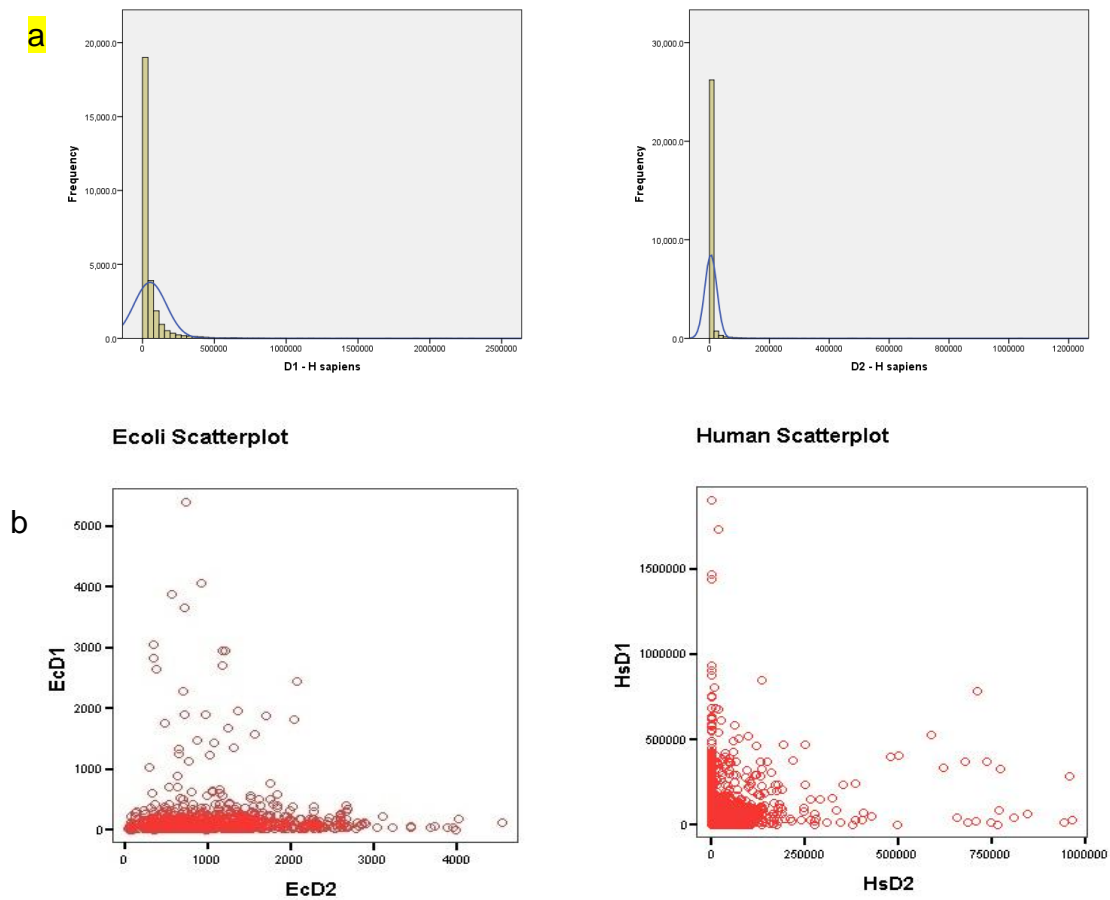 a
20,000.0
15,000.0
10,000.0
5,000.0
0.0
Frequency
0 500000 1000000 1500000 2000000 2500000
D1 - H sapiens
30,000.0
20,000.0
10,000.0
0.0
Frequency
0 200000 400000 600000 800000 1000000 1200000
D2 - H sapiens
b
Ecoli Scatterplot
5000
4000
3000
2000
1000
0
EcD1
0 1000 2000 3000 4000
EcD2
Human Scatterplot
1500000
1000000
500000
0
HsD1
0 250000 500000 750000 1000000
HsD2